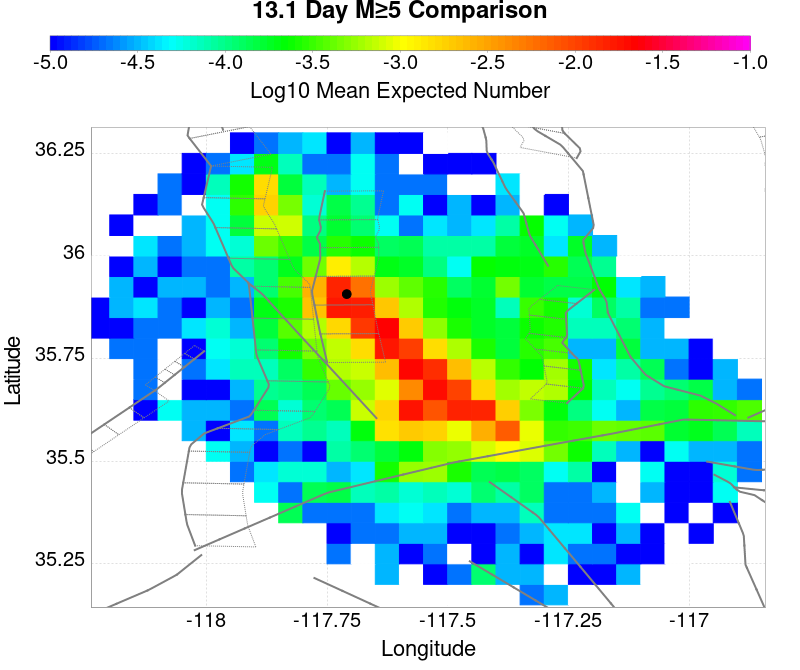 13.1 Day M≥5 Comparison
-5.0 -4.5 -4.0 -3.5 -3.0 -2.5 -2.0 -1.5 -1.0
Log10 Mean Expected Number
36.25
36
35.75
35.5
35.25
Latitude
-118 -117.75 -117.5 -117.25 -117
Longitude